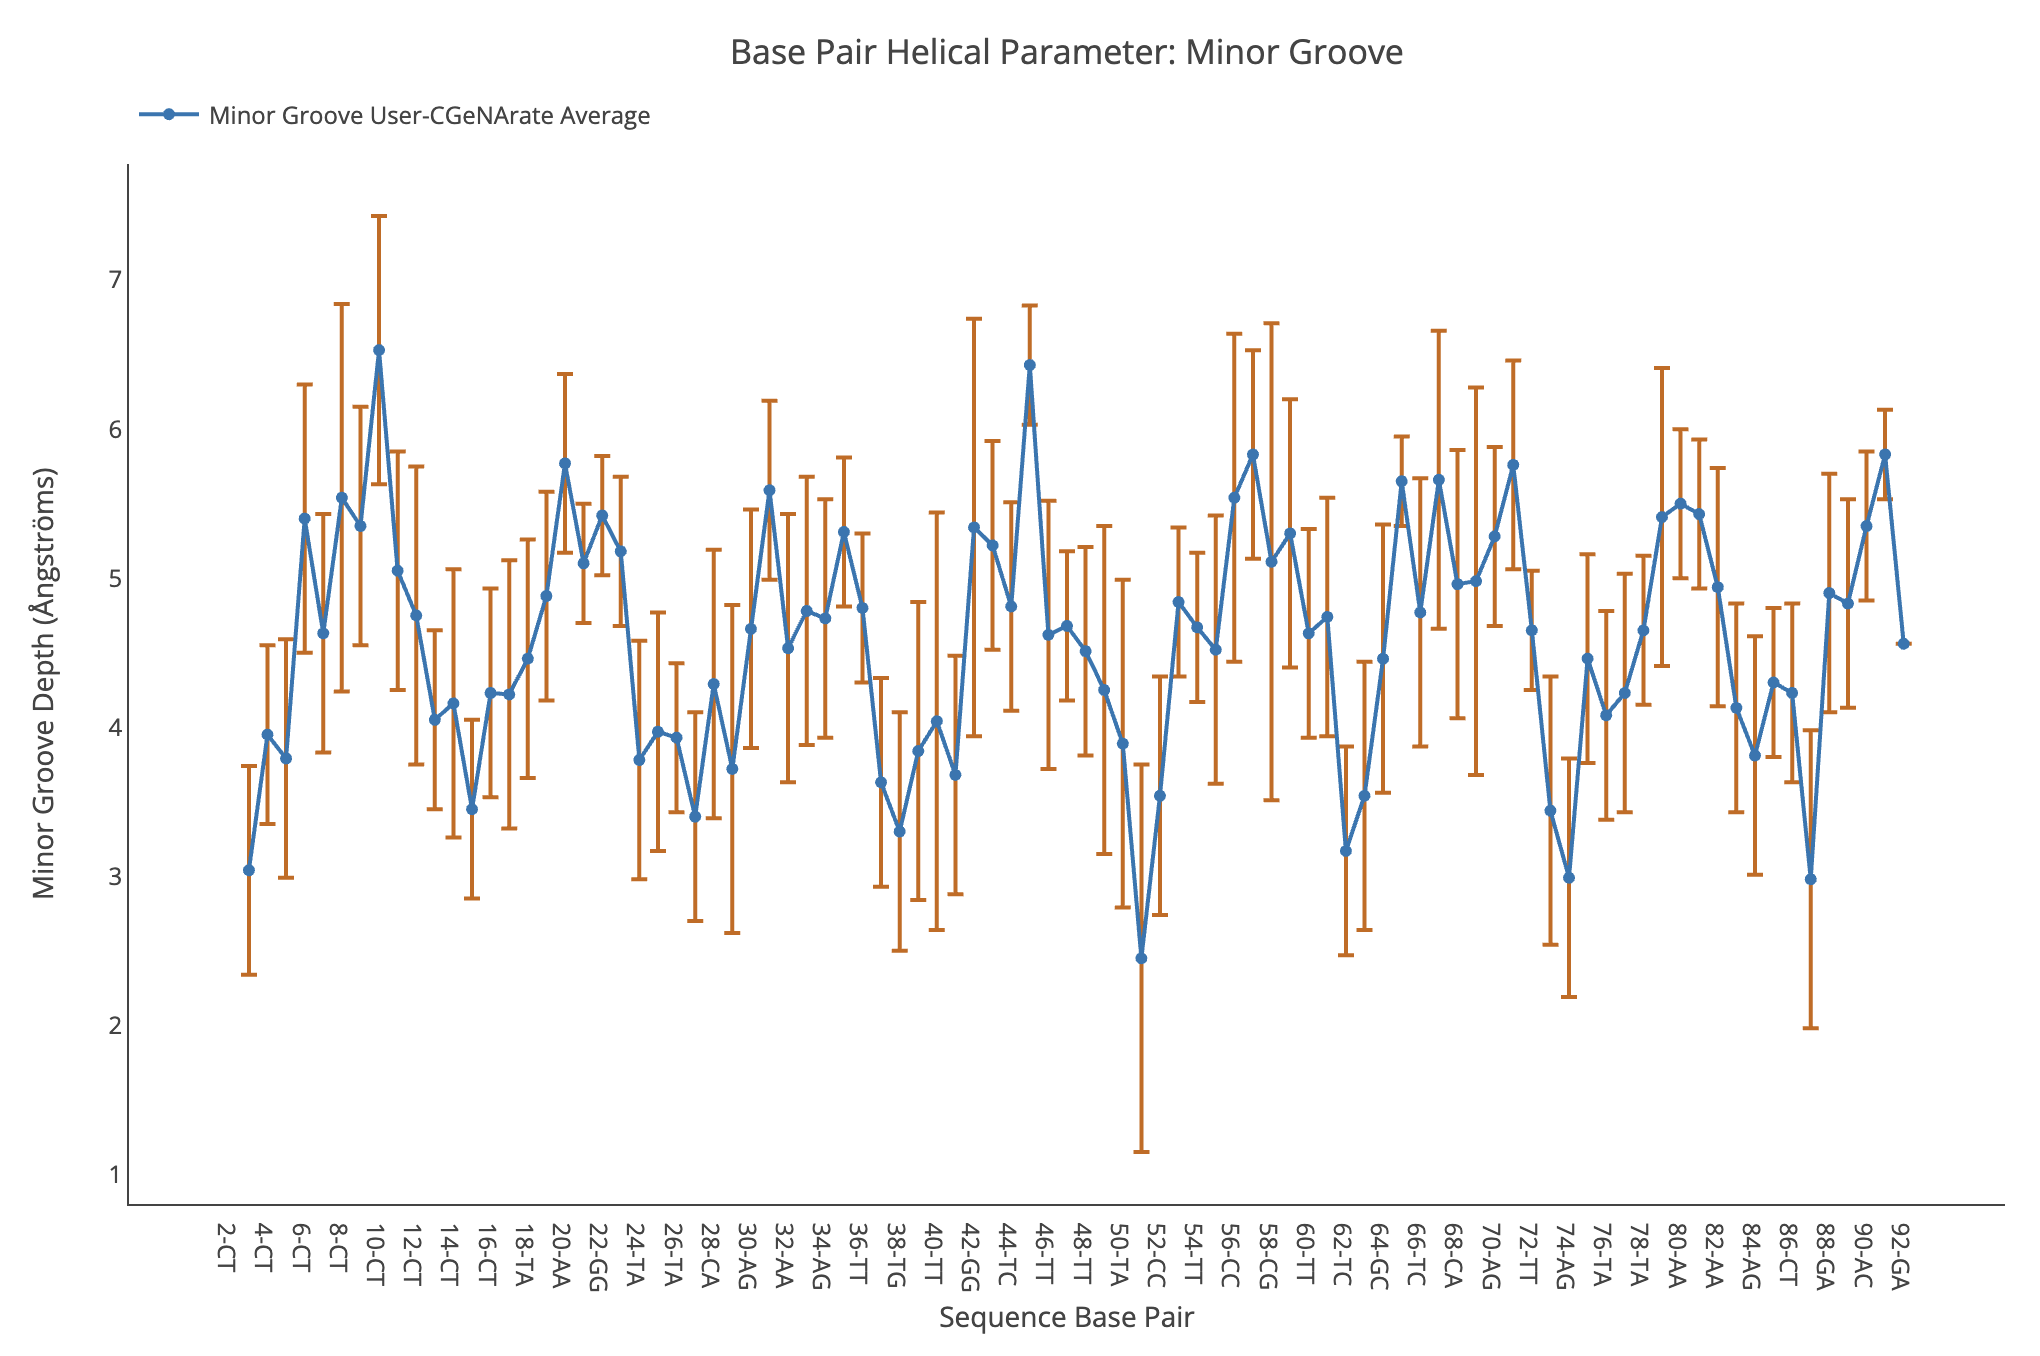 Base Pair Helical Parameter: Minor Groove
Minor Groove User-CGeNArate Average
Minor Groove Depth (Ångströms)
7
6
5
4
3
2
1
2-CT
4-CT
6-CT
8-CT
10-CT
12-CT
14-CT
16-CT
18-TA
20-AA
22-GG
24-TA
26-TA
28-CA
30-AG
32-AA
34-AG
36-TT
38-TG
40-TT
42-GG
44-TC
46-TT
48-TT
50-TA
52-CC
54-TT
56-CC
58-CG
60-TT
62-TC
64-GC
66-TC
68-CA
70-AG
72-TT
74-AG
76-TA
78-TA
80-AA
82-AA
84-AG
86-CT
88-GA
90-AC
92-GA
Sequence Base Pair